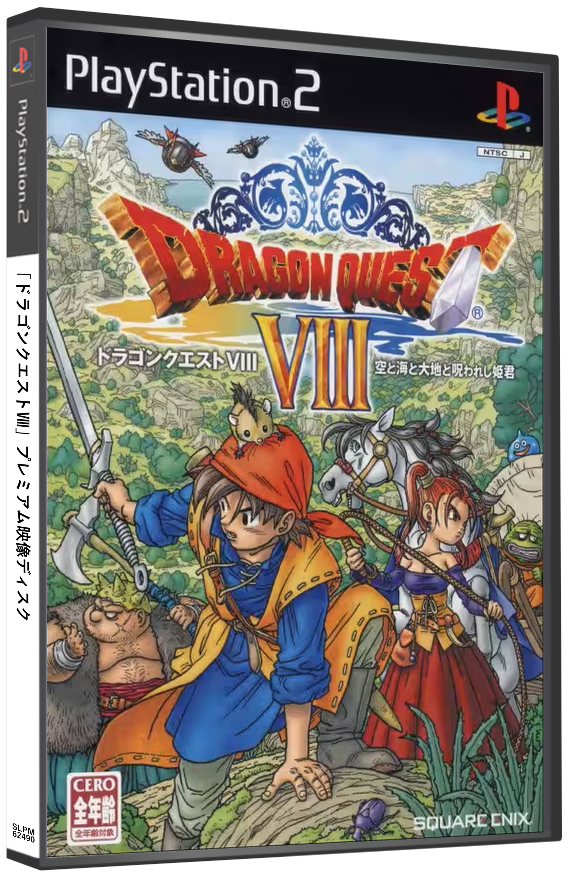 PlayStation®2
NTSC J
DRAGON QUEST®
VIII
ドラゴンクエストVIII
空と海と大地と呪われし姫君
CERO
全年齢
全年齢対象
SQUARE ENIX
PlayStation®2
「ドラゴンクエストⅧ」プレミアム映像ディスク
SLPM
62490